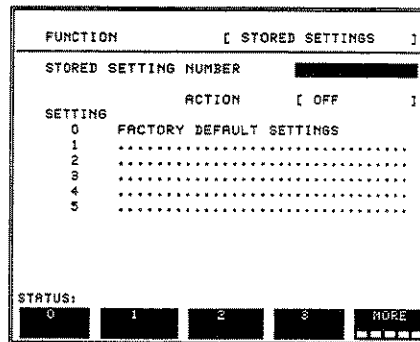 FUNCTION [ STORED SETTINGS ]
STORED SETTING NUMBER
ACTION [ OFF ]
SETTING
0 FACTORY DEFAULT SETTINGS
1 ................................
2 ................................
3 ................................
4 ................................
5 ................................
STATUS:
0 1 2 3 MORE